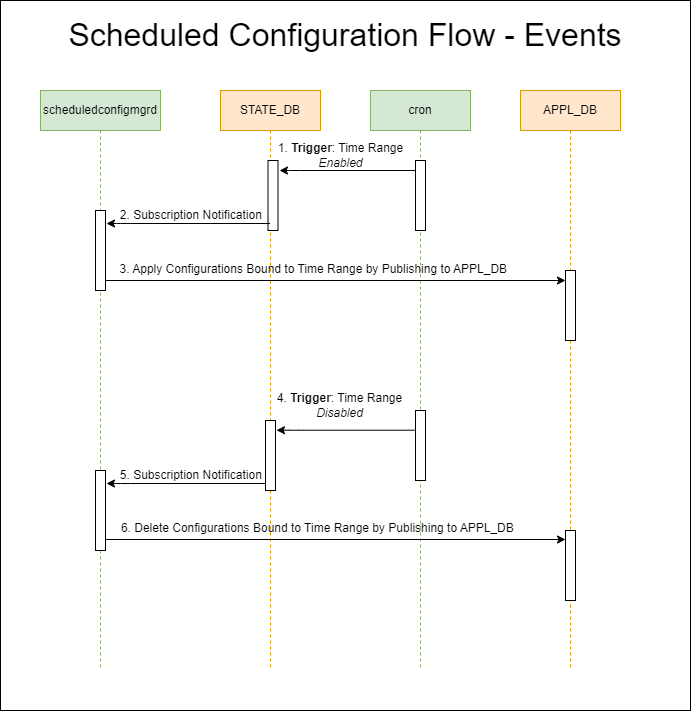 Scheduled Configuration Flow - Events
scheduledconfigmgrd
STATE_DB
cron
APPL_DB
1. Trigger: Time Range
Enabled
2. Subscription Notification
3. Apply Configurations Bound to Time Range by Publishing to APPL_DB
4. Trigger: Time Range
Disabled
5. Subscription Notification
6. Delete Configurations Bound to Time Range by Publishing to APPL_DB